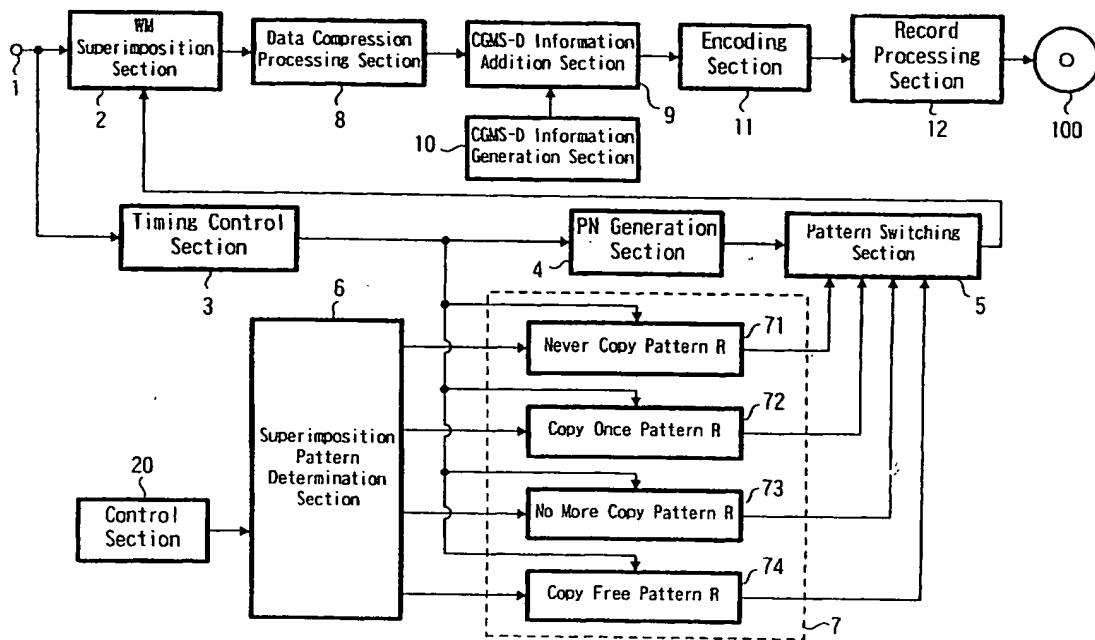 WM
Superimposition
Section
Data Compression
Processing Section
CGMS-D Information
Addition Section
Encoding
Section
Record
Processing
Section
1
2
8
9
11
12
100
10
CGMS-D Information
Generation Section
Timing Control
Section
PN Generation
Section
Pattern Switching
Section
3
4
5
6
71
Never Copy Pattern R
72
Copy Once Pattern R
Superimposition
Pattern
Determination
Section
20
Control
Section
73
No More Copy Pattern R
74
Copy Free Pattern R
7